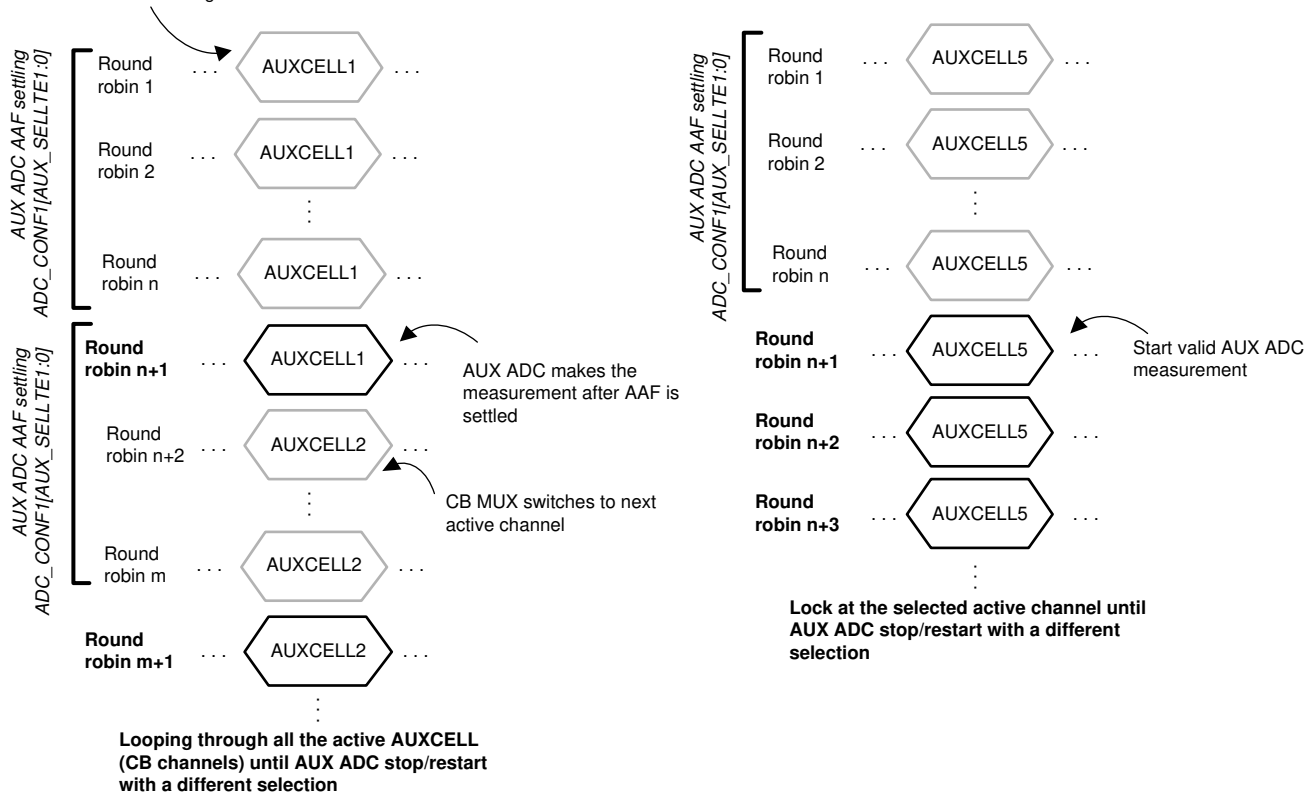 AUX ADC AAF settling
ADC_CONF1[AUX_SELLTE1:0]
Round
robin 1
. . . AUXCELL1 . . .
Round
robin 2
. . . AUXCELL1 . . .
Round
robin n
. . . AUXCELL1 . . .
AUX ADC AAF settling
ADC_CONF1[AUX_SELLTE1:0]
Round
robin n+1
. . . AUXCELL1 . . .
AUX ADC makes the
measurement after AAF is
settled
Round
robin n+2
. . . AUXCELL2 . . .
CB MUX switches to next
active channel
Round
robin m
. . . AUXCELL2 . . .
Round
robin m+1
. . . AUXCELL2 . . .
Looping through all the active AUXCELL
(CB channels) until AUX ADC stop/restart
with a different selection
AUX ADC AAF settling
ADC_CONF1[AUX_SELLTE1:0]
Round
robin 1
. . . AUXCELL5 . . .
Round
robin 2
. . . AUXCELL5 . . .
Round
robin n
. . . AUXCELL5 . . .
Round
robin n+1
. . . AUXCELL5 . . .
Start valid AUX ADC
measurement
Round
robin n+2
. . . AUXCELL5 . . .
Round
robin n+3
. . . AUXCELL5 . . .
Lock at the selected active channel until
AUX ADC stop/restart with a different
selection